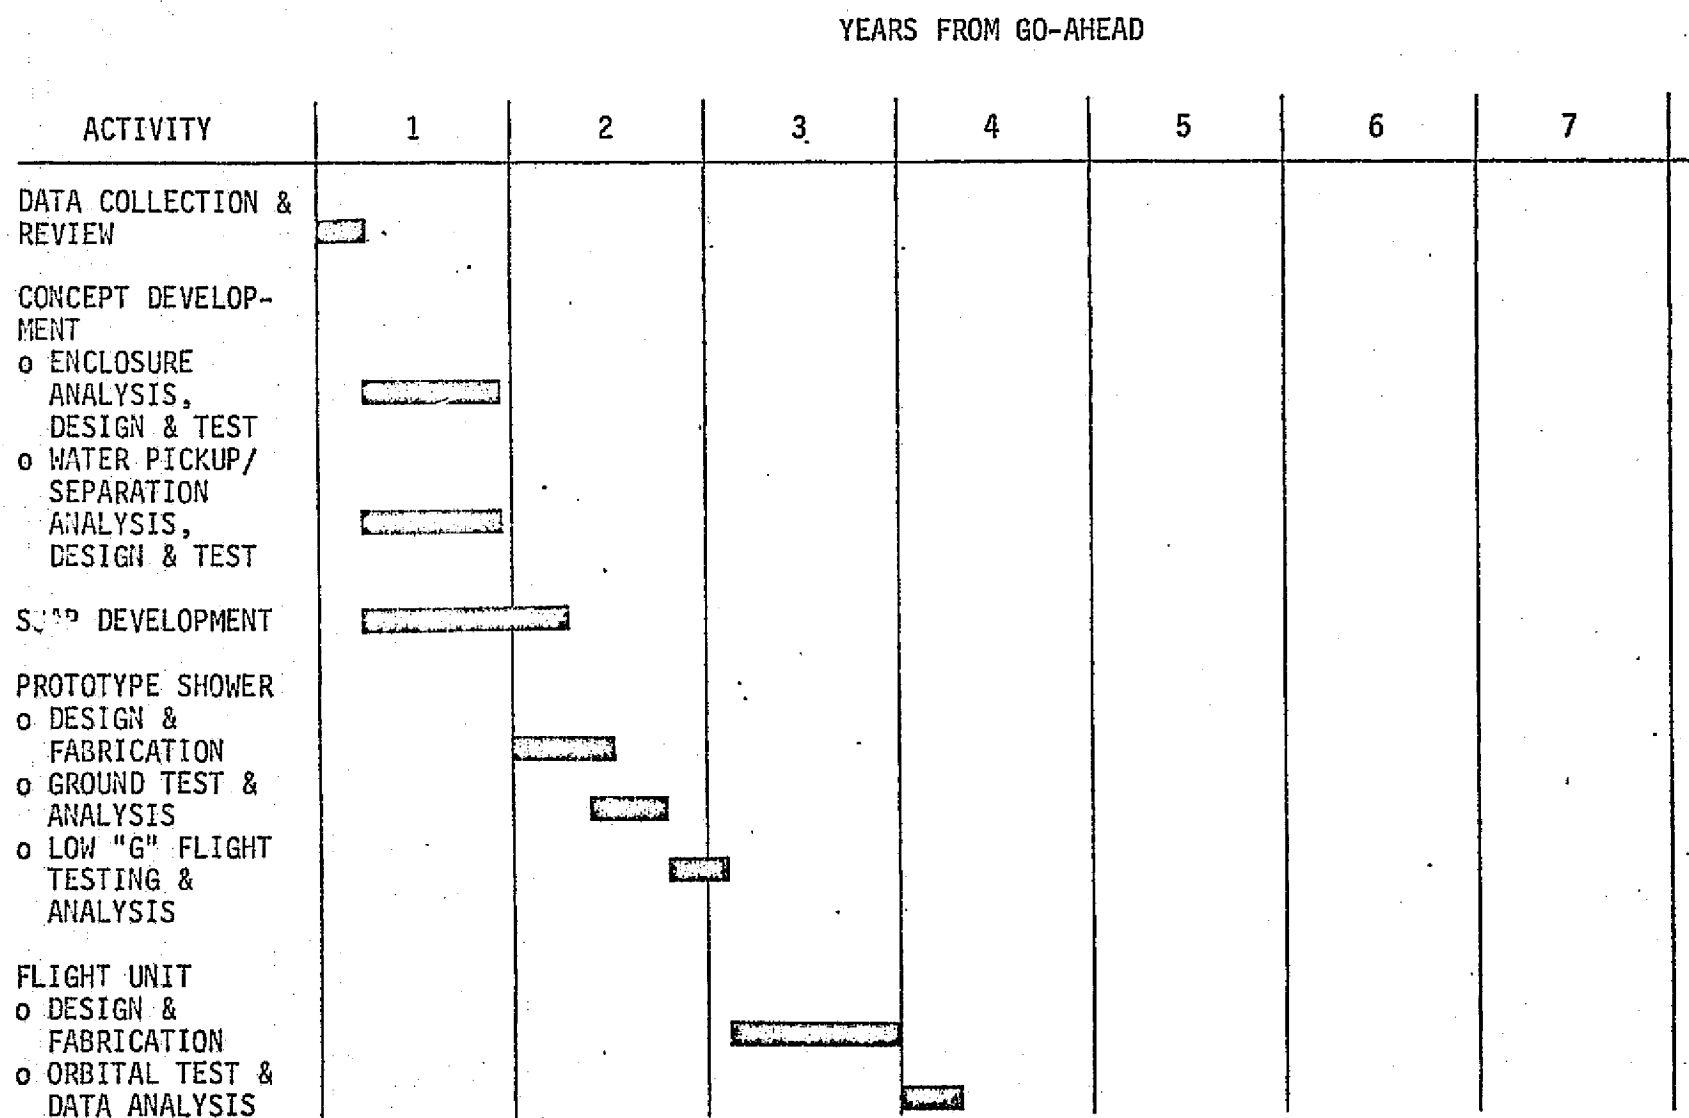 YEARS FROM GO-AHEAD
ACTIVITY 1 2 3 4 5 6 7
DATA COLLECTION &
REVIEW
CONCEPT DEVELOP-
MENT
o ENCLOSURE
ANALYSIS,
DESIGN & TEST
o WATER PICKUP/
SEPARATION
ANALYSIS,
DESIGN & TEST
DEVELOPMENT
PROTOTYPE SHOWER
o DESIGN &
FABRICATION
o GROUND TEST &
ANALYSIS
o LOW "G" FLIGHT
TESTING &
ANALYSIS
FLIGHT UNIT
o DESIGN &
FABRICATION
o ORBITAL TEST &
DATA ANALYSIS